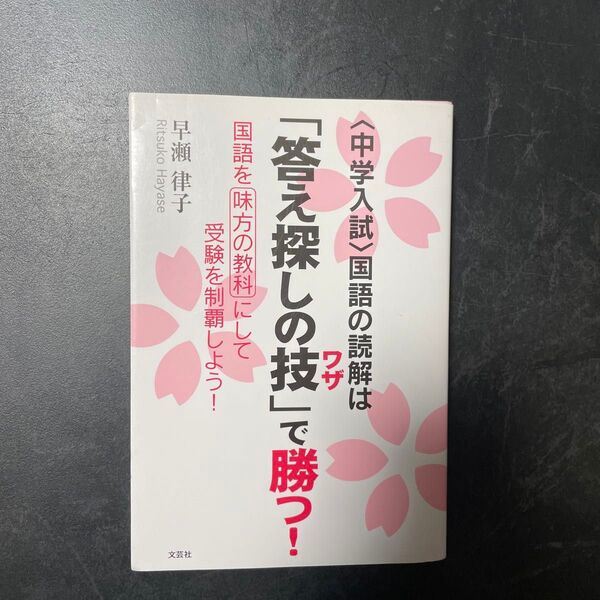 〈中学入試〉国語の読解は
「答え探しの技」で勝つ!
ワザ
国語を味方の教科にして
受験を制覇しよう!
早瀬 律子
Ritsuko Hayase
文芸社